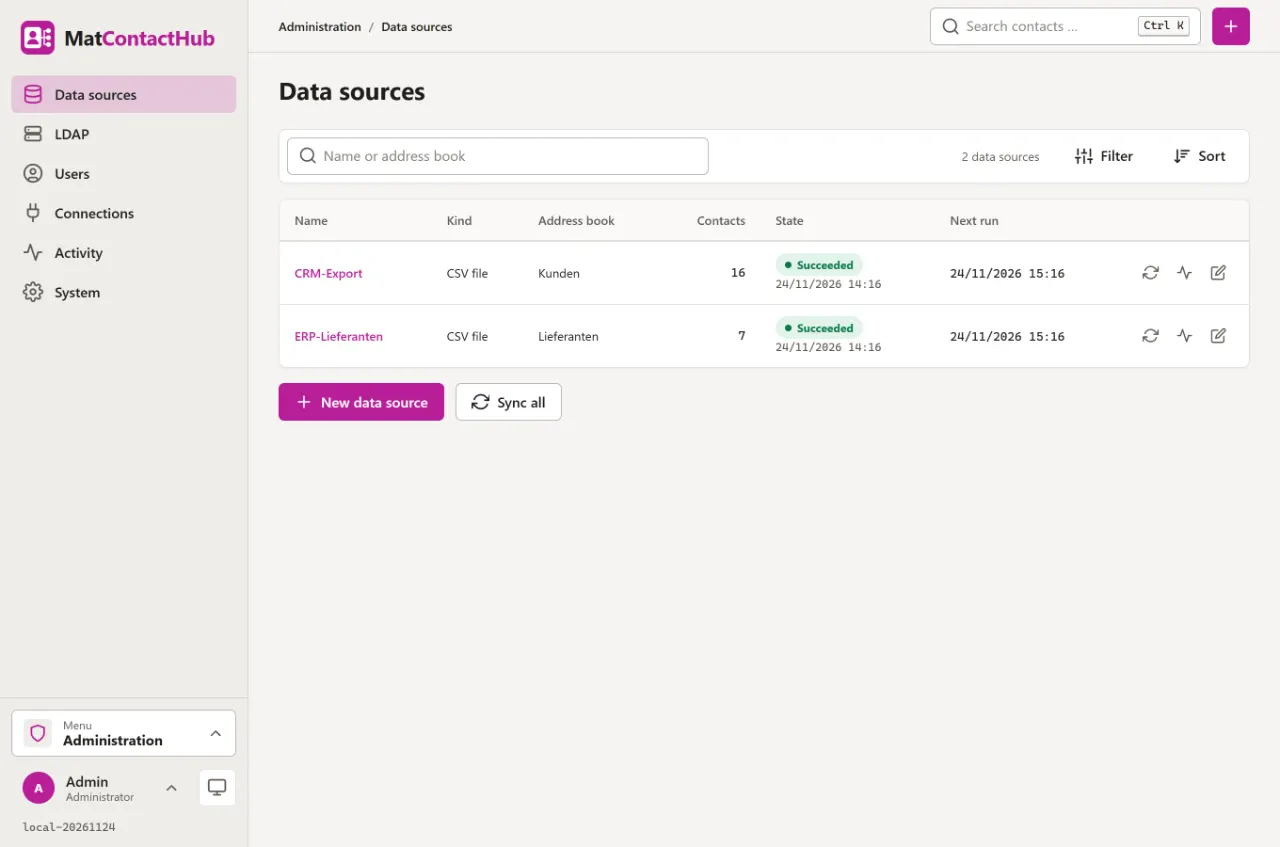 MatContactHub
Administration / Data sources
Search contacts ... Ctrl K
Data sources
LDAP
Users
Connections
Activity
System
Data sources
Name or address book
2 data sources
Filter
Sort
Name Kind Address book Contacts State Next run
CRM-Export CSV file Kunden 16 Succeeded 24/11/2026 15:16
24/11/2026 14:16
ERP-Lieferanten CSV file Lieferanten 7 Succeeded 24/11/2026 15:16
24/11/2026 14:16
New data source
Sync all
Menu
Administration
A
Admin
Administrator
local-20261124